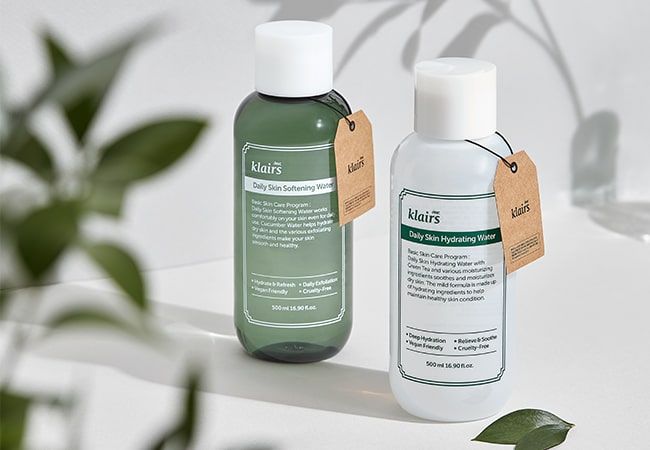 dear,
klairs
Daily Skin Softening Water
Basic Skin Care Program :
Daily Skin Softening Water works
comfortably on your skin even for daily
use. Cucumber Water helps hydrate
dry skin and the various exfoliating
ingredients make your skin
smooth and healthy.
• Hydrate & Refresh • Daily Exfoliation
• Vegan Friendly • Cruelty-Free
500 ml 16.90 fl.oz.
klairs
klairs
Daily Skin Hydrating Water
Basic Skin Care Program :
Daily Skin Hydrating Water with
Green Tea and various moisturizing
ingredients soothes and moisturizes
dry skin. The mild formula is made up
of hydrating ingredients to help
maintain healthy skin condition.
• Deep Hydration • Relieve & Soothe
• Vegan Friendly • Cruelty-Free
500 ml 16.90 fl.oz.
klairs